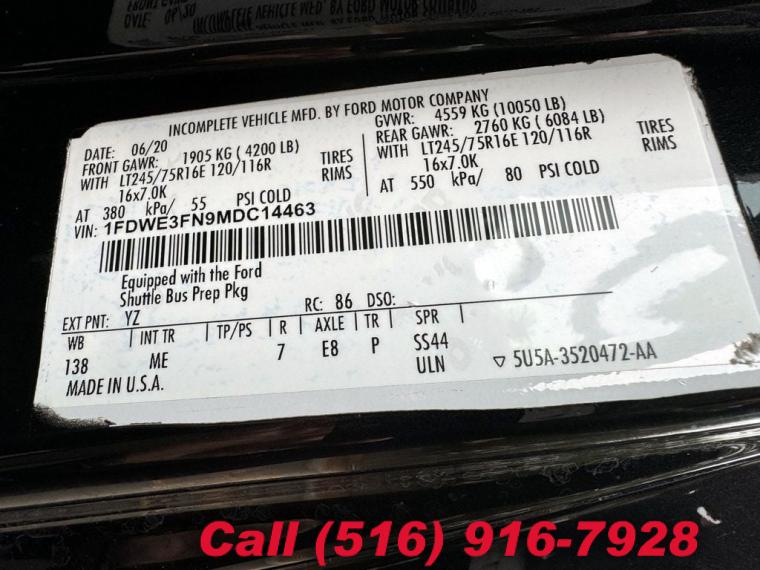 INCOMPLETE VEHICLE MFD. BY FORD MOTOR COMPANY
DATE: 06/20
GVWR: 4559 KG (10050 LB)
FRONT GAWR: 1905 KG ( 4200 LB)
REAR GAWR: 2760 KG ( 6084 LB)
WITH LT245/75R16E 120/116R TIRES
WITH LT245/75R16E 120/116R TIRES
16x7.0K RIMS
16x7.0K RIMS
AT 380 kPa/ 55 PSI COLD
AT 550 kPa/ 80 PSI COLD
VIN: 1FDWE3FN9MDC14463
Equipped with the Ford
Shuttle Bus Prep Pkg
EXT PNT: YZ RC: 86 DSO:
WB INT TR TP/PS R AXLE TR SPR
138 ME 7 E8 P SS44
ULN
MADE IN U.S.A. 5U5A-3520472-AA
Call (516) 916-7928